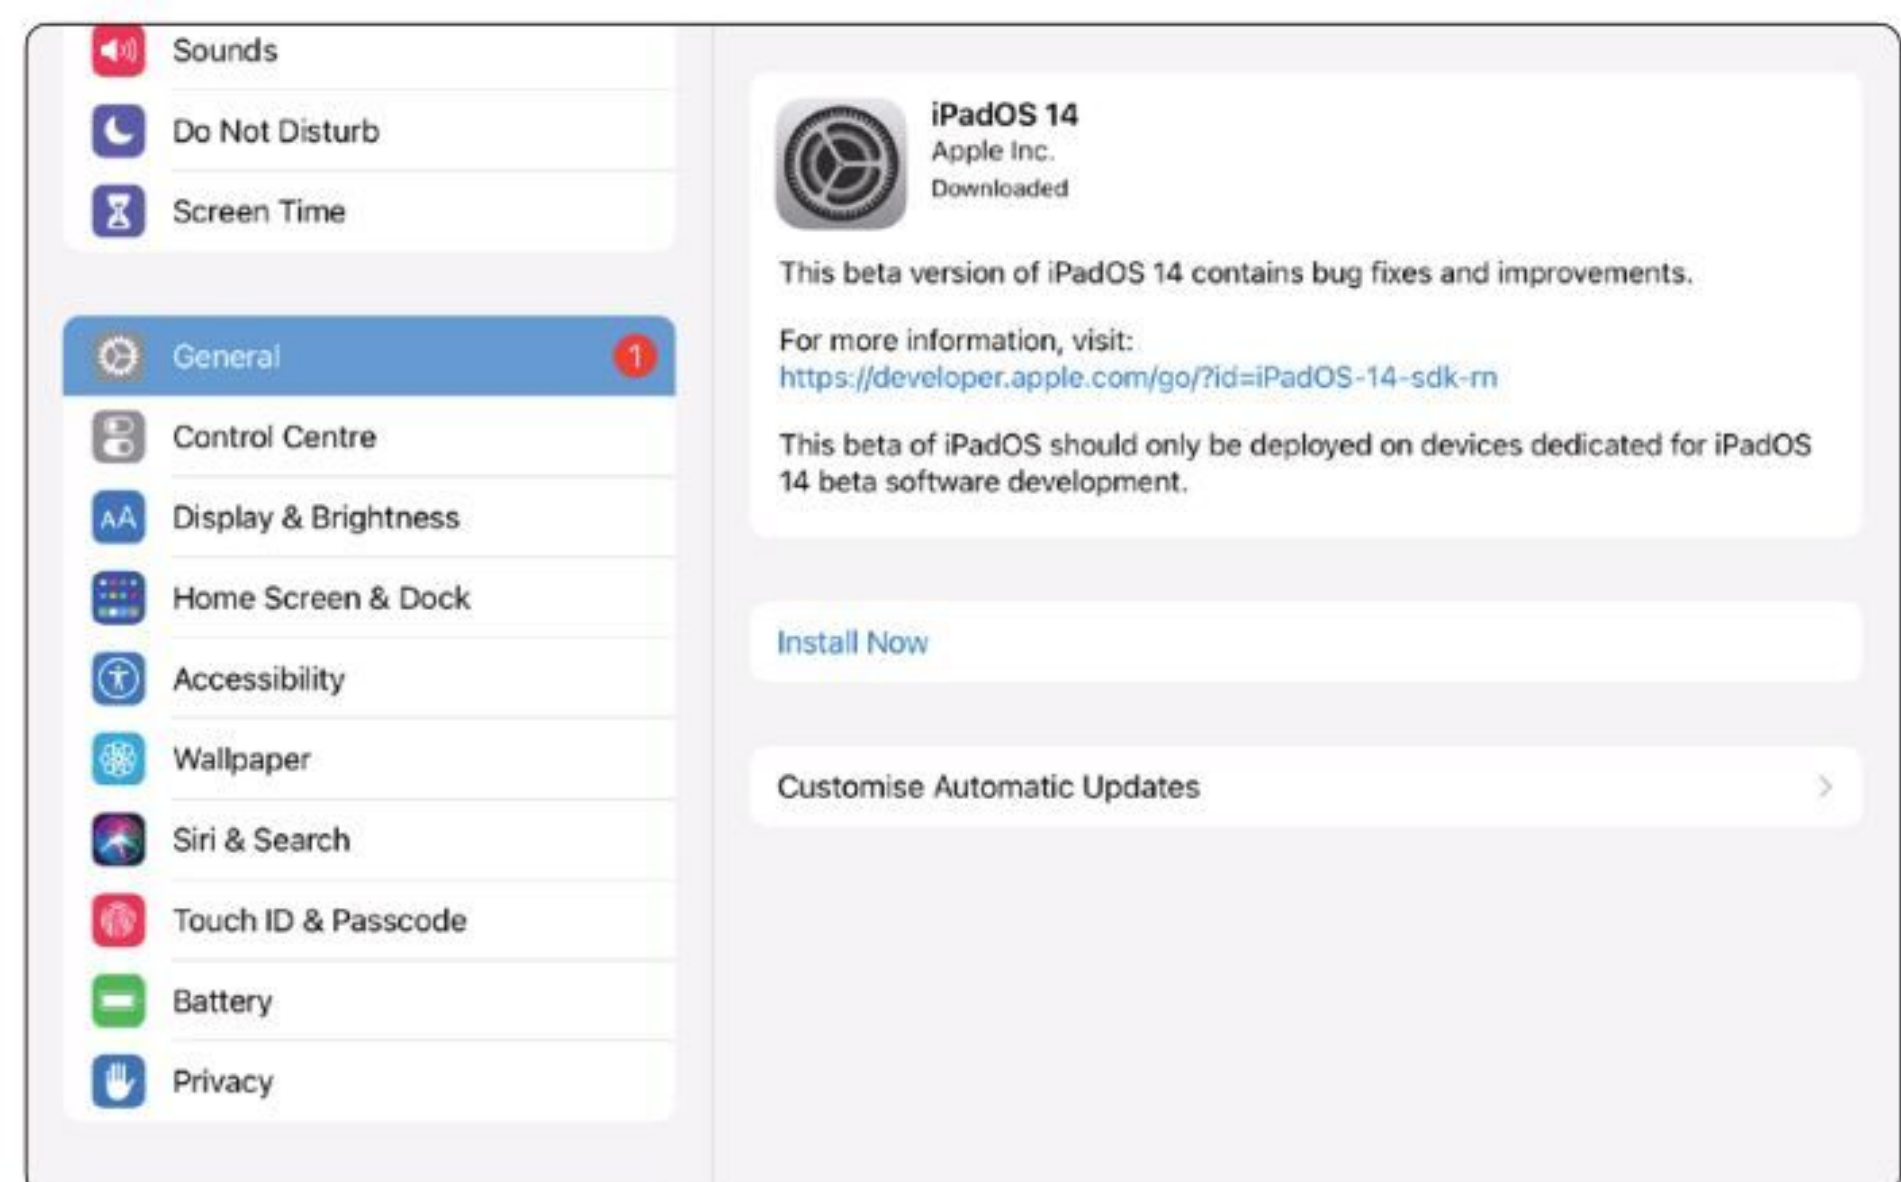 Sounds
Do Not Disturb
Screen Time
General
1
Control Centre
AA
Display & Brightness
Home Screen & Dock
Accessibility
Wallpaper
Siri & Search
Touch ID & Passcode
Battery
Privacy
iPadOS 14
Apple Inc.
Downloaded
This beta version of iPadOS 14 contains bug fixes and improvements.
For more information, visit:
https://developer.apple.com/go/?id=iPadOS-14-sdk-rn
This beta of iPadOS should only be deployed on devices dedicated for iPadOS
14 beta software development.
Install Now
Customise Automatic Updates